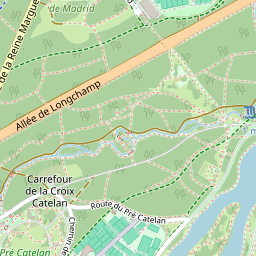 de Madrid
de la Reine Margue
Allée de Longchamp
Carrefour
de la Croix
Catelan
Route du Pré Catelan
Chemin de
Pré Catelan